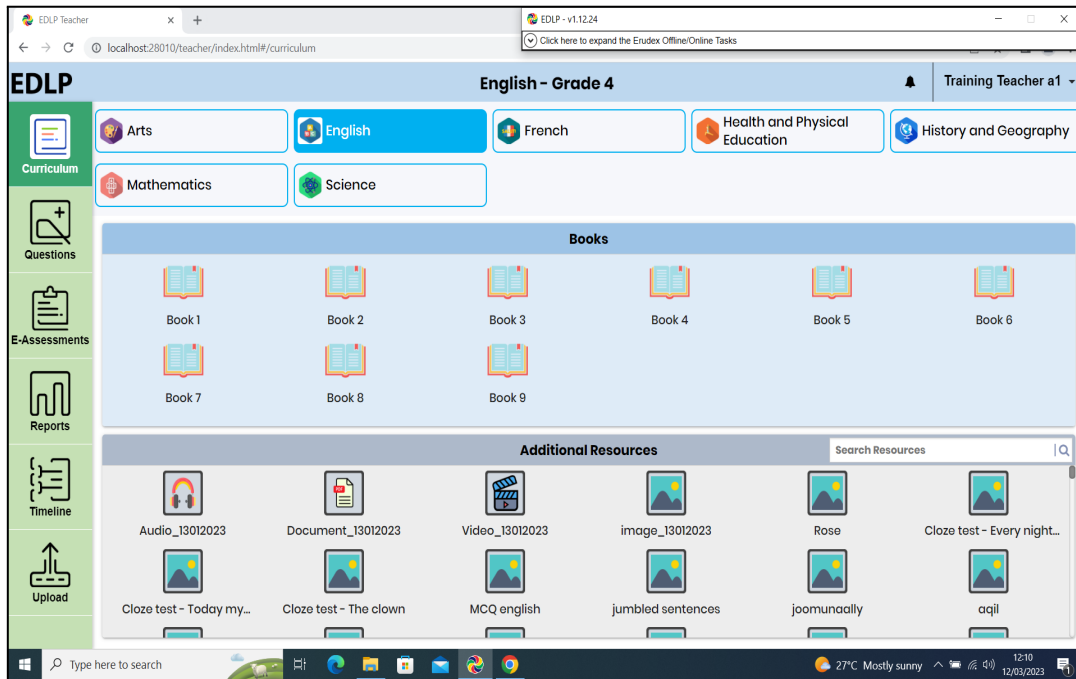 EDLP Teacher
EDLP - v1.12.24
Click here to expand the Erudex Offline/Online Tasks
localhost:28010/teacher/index.html#/curriculum
EDLP
English - Grade 4
Training Teacher a1
Curriculum
Questions
E-Assessments
Reports
Timeline
Upload
Arts
English
French
Health and Physical
Education
History and Geography
Mathematics
Science
Books
Book 1
Book 2
Book 3
Book 4
Book 5
Book 6
Book 7
Book 8
Book 9
Additional Resources
Search Resources
PDF
Audio_13012023
Document_13012023
Video_13012023
image_13012023
Rose
Cloze test - Every night...
Cloze test - Today my...
Cloze test - The clown
MCQ english
jumbled sentences
joomunaally
aqil
Type here to search
27°C Mostly sunny
12:10
12/03/2023
1